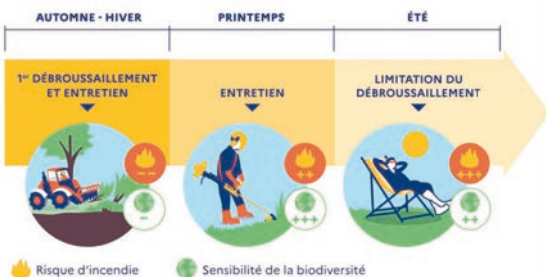 AUTOMNE - HIVER
PRINTEMPS
ÉTÉ
1er DÉBROUSSAILLEMENT
ET ENTRETIEN
ENTRETIEN
LIMITATION DU
DÉBROUSSAILLEMENT
--
-
++
+++
+++
++
Risque d'incendie
Sensibilité de la biodiversité